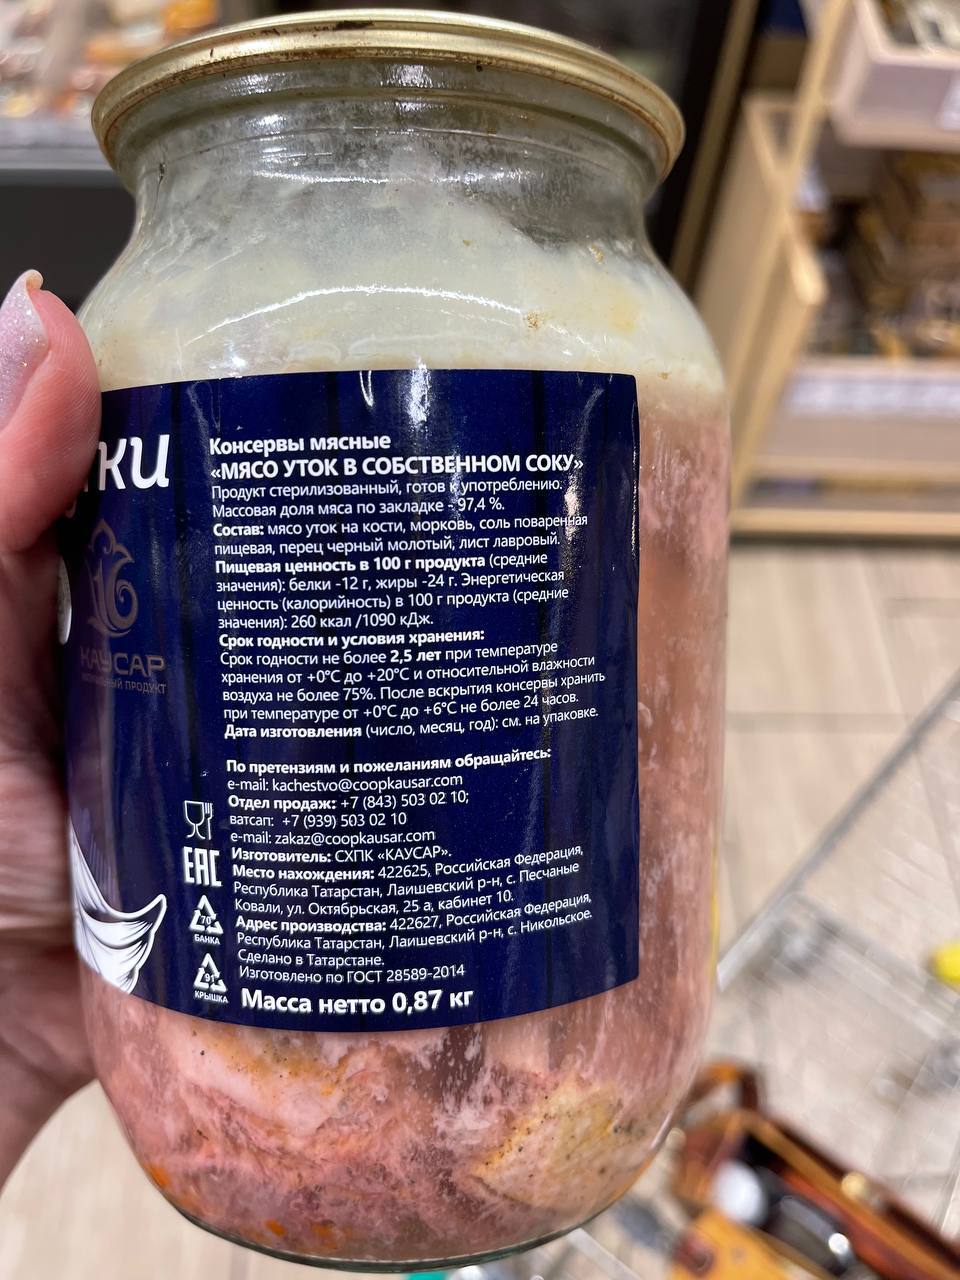 тки
КАУСАР
Консервы мясные
«МЯСО УТОК В СОБСТВЕННОМ СОКУ»
Продукт стерилизованный, готов к употреблению.
Массовая доля мяса по закладке - 97,4 %.
Состав: мясо уток на кости, морковь, соль поваренная
пищевая, перец черный молотый, лист лавровый.
Пищевая ценность в 100 г продукта (средние
значения): белки -12 г, жиры -24 г. Энергетическая
ценность (калорийность) в 100 г продукта (средние
значения): 260 ккал /1090 кДж.
Срок годности и условия хранения:
Срок годности не более 2,5 лет при температуре
хранения от +0°С до +20°С и относительной влажности
воздуха не более 75%. После вскрытия консервы хранить
при температуре от +0°С до +6°С не более 24 часов.
Дата изготовления (число, месяц, год): см. на упаковке.
По претензиям и пожеланиям обращайтесь:
e-mail: kachestvo@coopkausar.com
Отдел продаж: +7 (843) 503 02 10;
ватсап: +7 (939) 503 02 10
e-mail: zakaz@coopkausar.com
Изготовитель: СХПК «КАУСАР».
Место нахождения: 422625, Российская Федерация,
Республика Татарстан, Лаишевский р-н, с. Песчаные
Ковали, ул. Октябрьская, 25 а, кабинет 10.
Адрес производства: 422627, Российская Федерация,
Республика Татарстан, Лаишевский р-н, с. Никольское.
Сделано в Татарстане.
Изготовлено по ГОСТ 28589-2014
Масса нетто 0,87 кг
EAC
70
БАНКА
91
КРЫШКА